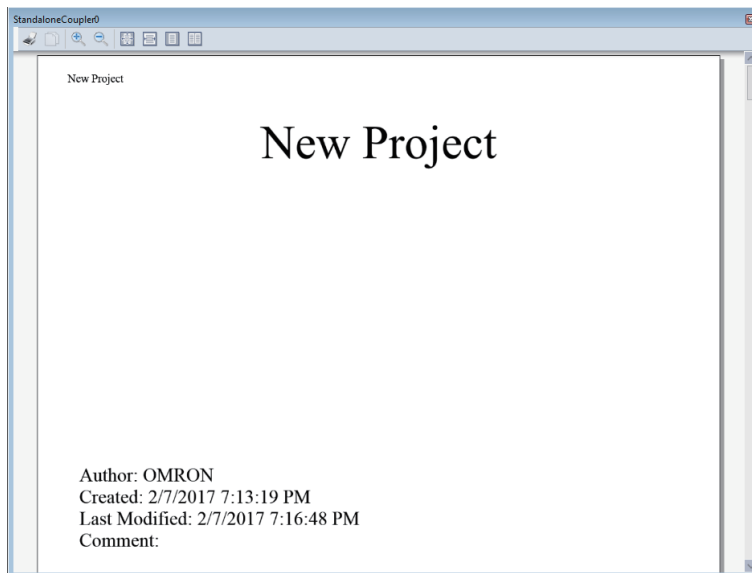 StandaloneCoupler0
New Project
New Project
Author: OMRON
Created: 2/7/2017 7:13:19 PM
Last Modified: 2/7/2017 7:16:48 PM
Comment: